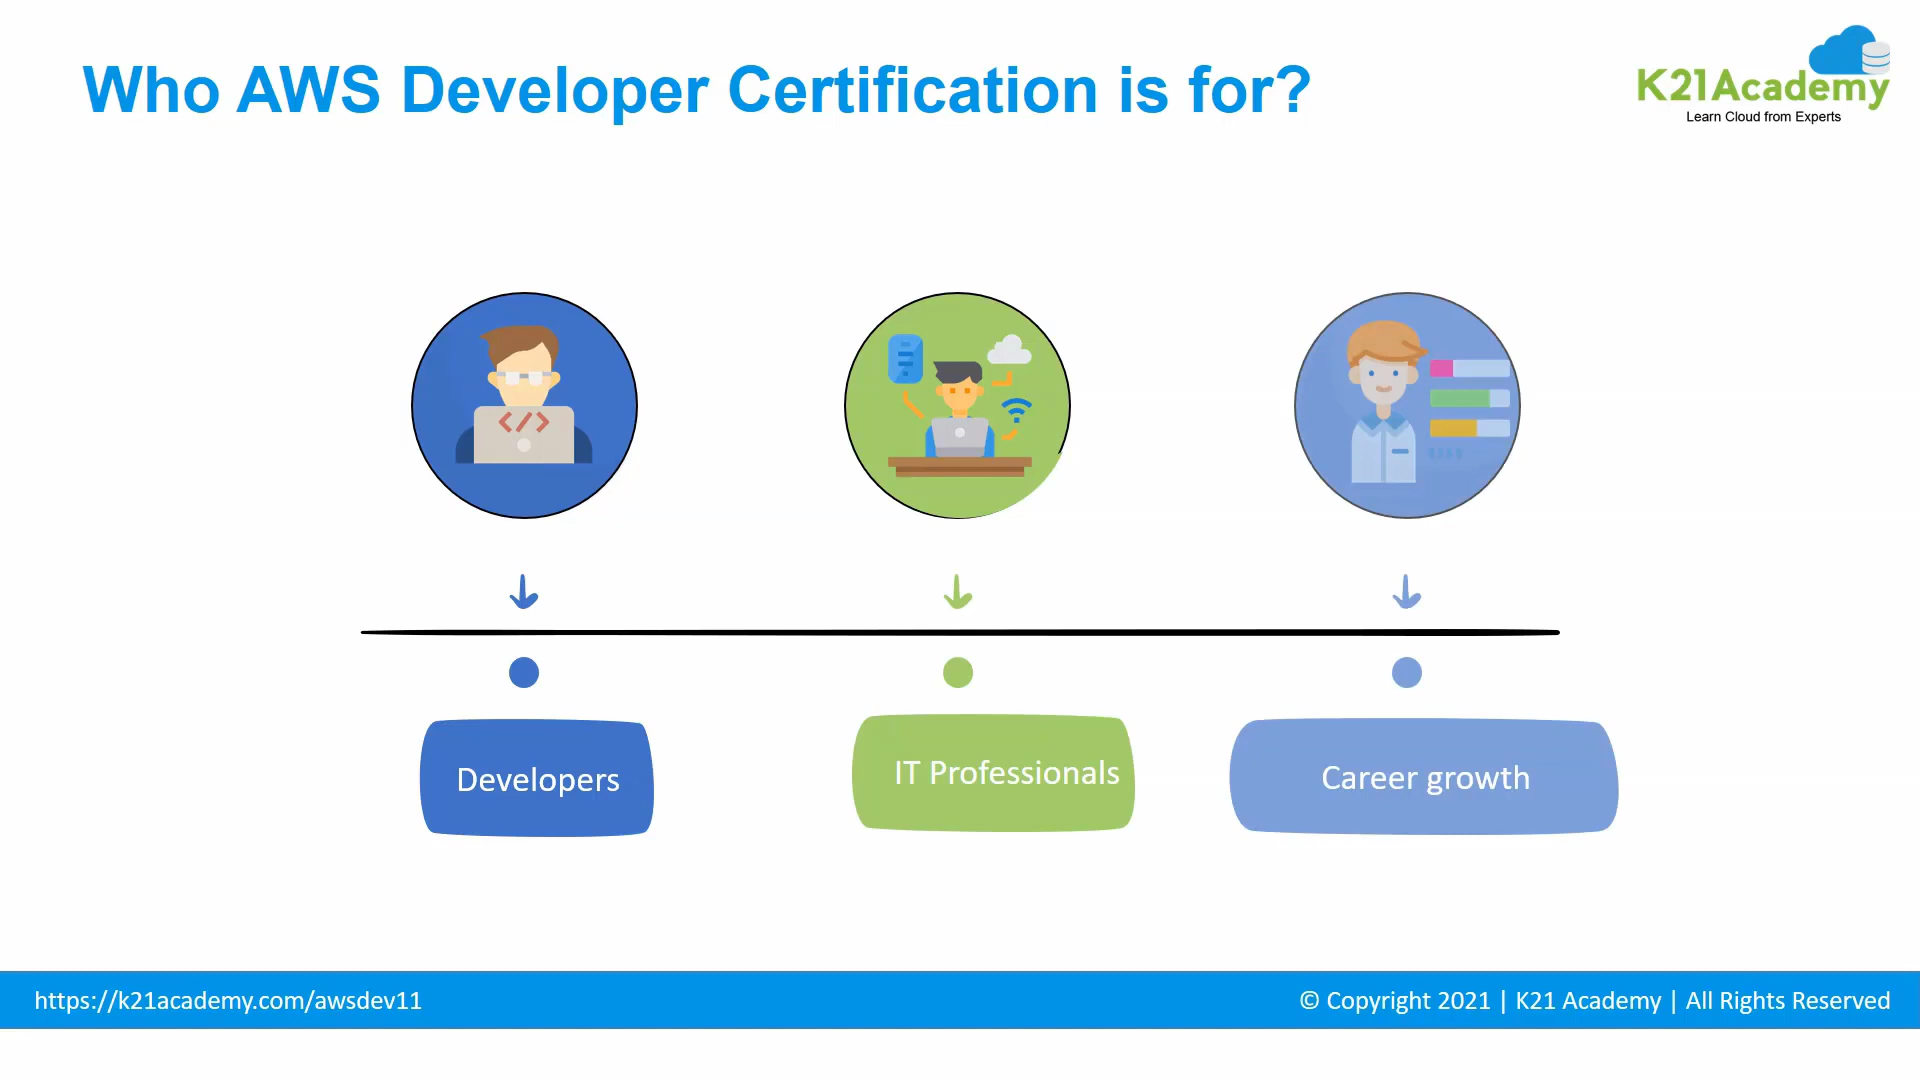 Who AWS Developer Certification is for?
K21Academy
Learn Cloud from Experts
</>
Developers
IT Professionals
Career growth
https://k21academy.com/awsdev11
© Copyright 2021 | K21 Academy | All Rights Reserved